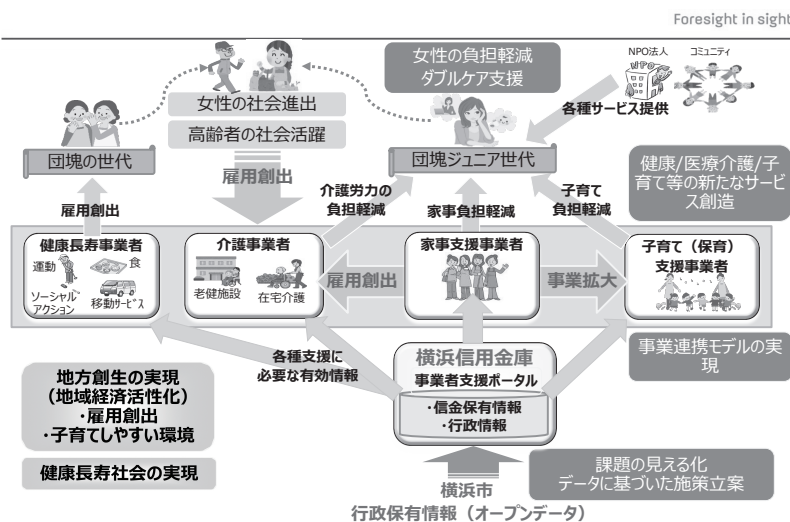 Foresight in sight
女性の負担軽減
ダブルケア支援
NPO法人
コミュニティ
NPO
各種サービス提供
女性の社会進出
高齢者の社会活躍
団塊の世代
団塊ジュニア世代
雇用創出
健康/医療介護/子
育て等の新たなサービ
ス創造
雇用創出
介護労力の
負担軽減
家事負担軽減
子育て
負担軽減
健康長寿事業者
運動
食
ソーシャル
アクション
移動サービス
介護事業者
老健施設
在宅介護
雇用創出
家事支援事業者
事業拡大
子育て（保育）
支援事業者
各種支援に
必要な有効情報
横浜信用金庫
事業者支援ポータル
・信金保有情報
・行政情報
事業連携モデルの実
現
地方創生の実現
（地域経済活性化）
・雇用創出
・子育てしやすい環境
健康長寿社会の実現
課題の見える化
データに基づいた施策立案
横浜市
行政保有情報（オープンデータ）